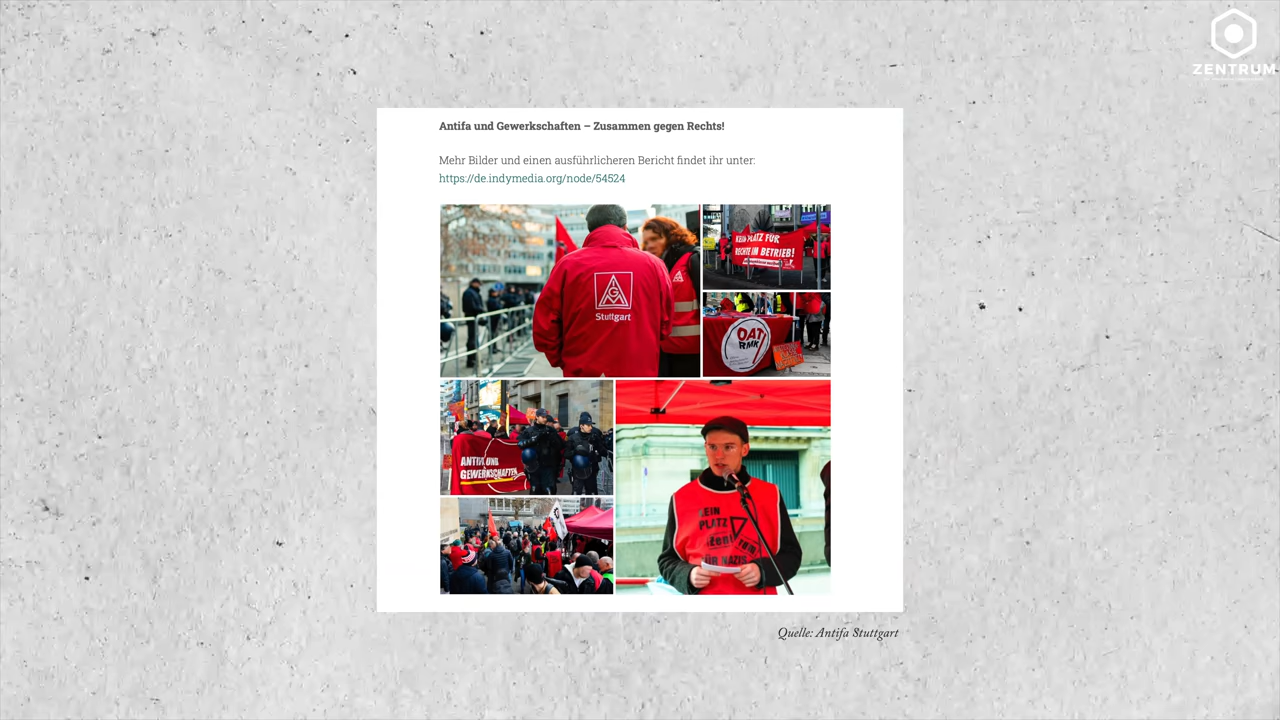 ZENTRUM
Antifa und Gewerkschaften – Zusammen gegen Rechts!
Mehr Bilder und einen ausführlicheren Bericht findet ihr unter:
https://de.indymedia.org/node/54524
IGM
Stuttgart
KEIN PLATZ FÜR
RECHTE IM BETRIEB!
OAT
RMK
ANTIFA UND
GEWERKSCHAFTEN
KEIN
PLATZ
Zentrum
FÜR NAZIS
Quelle: Antifa Stuttgart